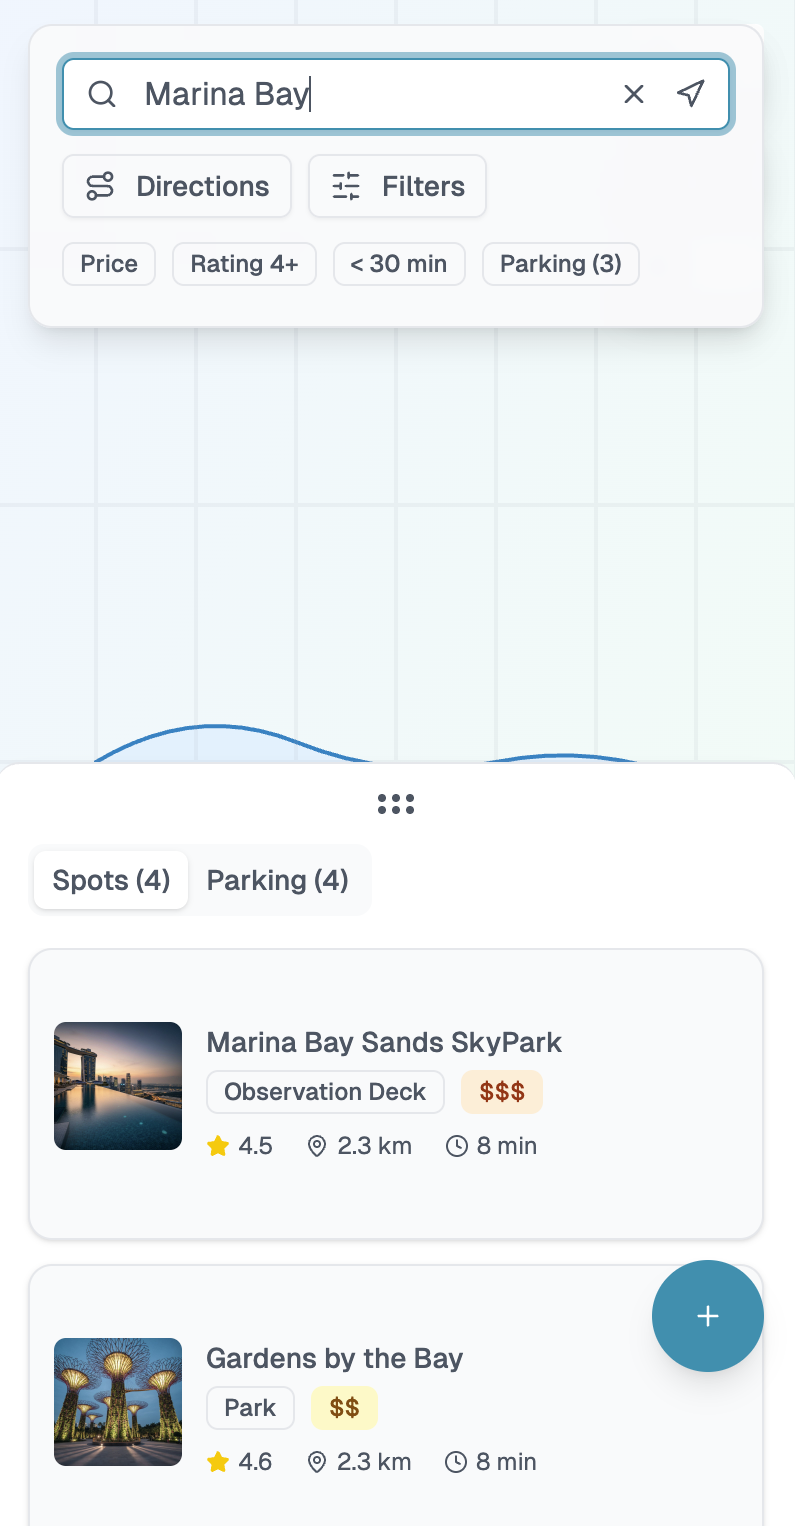 Marina Bay
Directions Filters
Price Rating 4+ < 30 min Parking (3)
Spots (4) Parking (4)
Marina Bay Sands SkyPark
Observation Deck $$$
4.5 2.3 km 8 min
Gardens by the Bay
Park $$
4.6 2.3 km 8 min